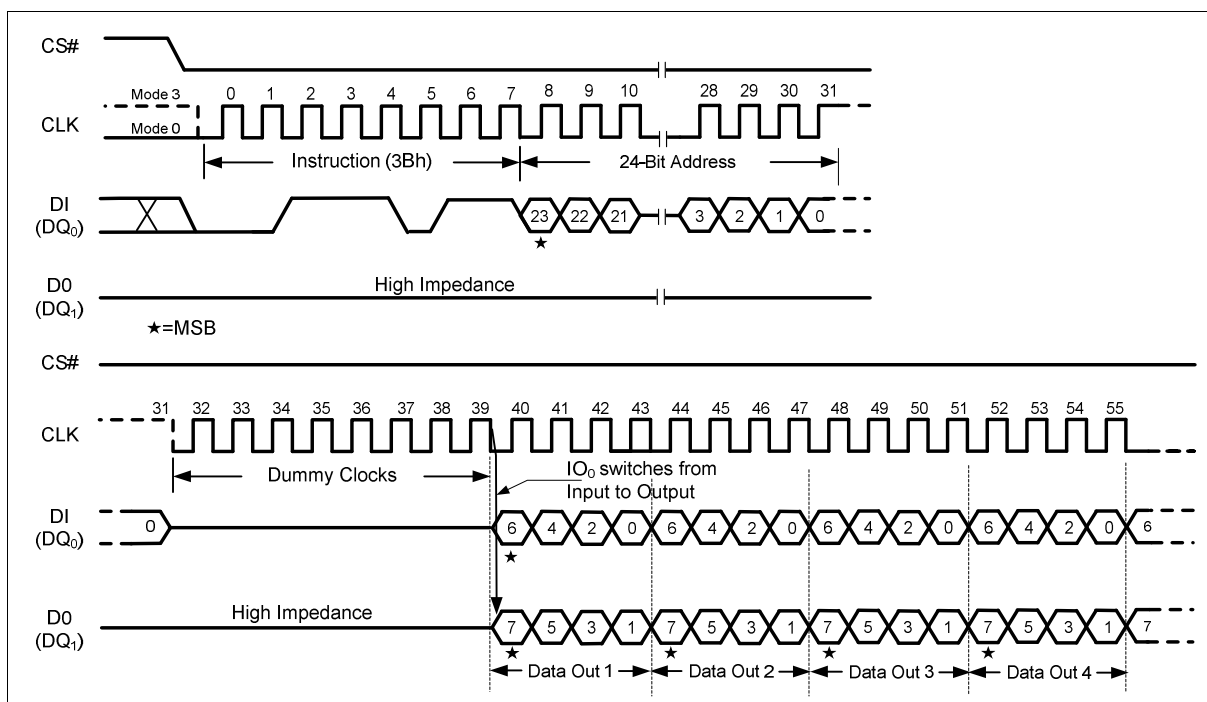 CS#
Mode 3 0 1 2 3 4 5 6 7 8 9 10 28 29 30 31
CLK Mode 0
Instruction (3Bh) 24-Bit Address
DI
(DQ0) 23 22 21 3 2 1 0
★
D0
(DQ1) High Impedance
★=MSB
CS#
31 32 33 34 35 36 37 38 39 40 41 42 43 44 45 46 47 48 49 50 51 52 53 54 55
CLK
Dummy Clocks
IO0 switches from
Input to Output
DI
(DQ0) 0 6 4 2 0 6 4 2 0 6 4 2 0 6 4 2 0 6
★
D0
(DQ1) High Impedance 7 5 3 1 7 5 3 1 7 5 3 1 7 5 3 1 7
★ ★ ★ ★
Data Out 1 Data Out 2 Data Out 3 Data Out 4